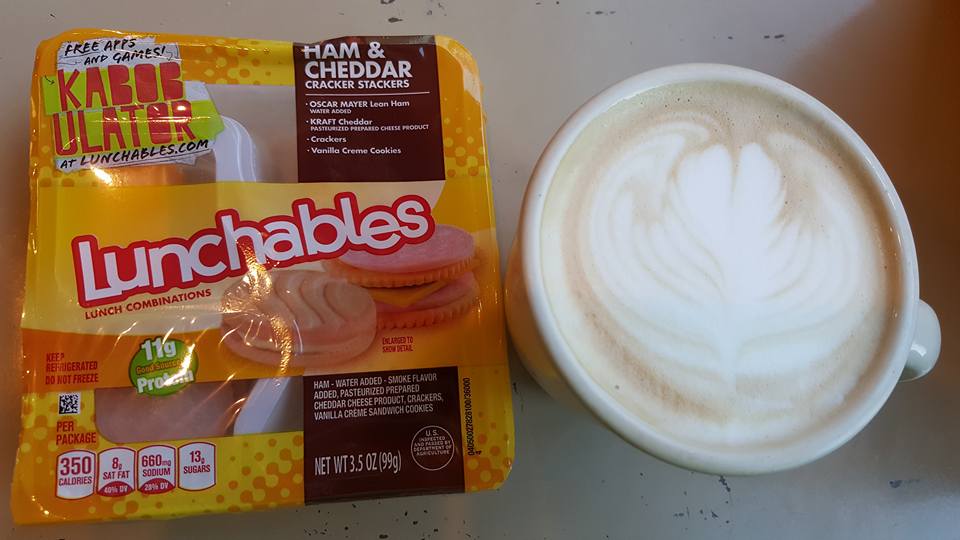 FREE APPS
AND GAMES!
KABOB
ULATOR
AT LUNCHABLES.COM
HAM &
CHEDDAR
CRACKER STACKERS
· OSCAR MAYER Lean Ham
WATER ADDED
· KRAFT Cheddar
PASTEURIZED PREPARED CHEESE PRODUCT
· Crackers
· Vanilla Creme Cookies
Lunchables
LUNCH COMBINATIONS
ENLARGED TO
SHOW DETAIL
KEEP
REFRIGERATED
DO NOT FREEZE
11g
Good Source
Protein
PER
PACKAGE
350
CALORIES
8g
SAT FAT
40% DV
660mg
SODIUM
28% DV
13g
SUGARS
HAM - WATER ADDED - SMOKE FLAVOR
ADDED, PASTEURIZED PREPARED
CHEDDAR CHEESE PRODUCT, CRACKERS,
VANILLA CRÈME SANDWICH COOKIES
NET WT 3.5 OZ (99g)
U.S.
INSPECTED
AND PASSED BY
DEPARTMENT OF
AGRICULTURE